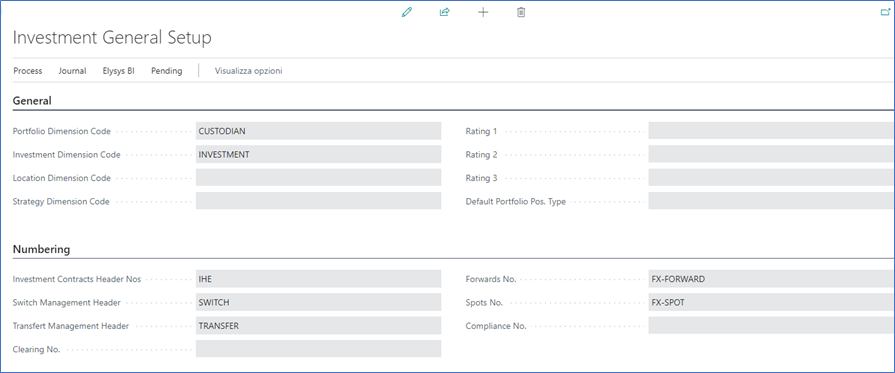 Investment General Setup
Process Journal Elysys BI Pending Visualizza opzioni
General
Portfolio Dimension Code CUSTODIAN Rating 1
Investment Dimension Code INVESTMENT Rating 2
Location Dimension Code Rating 3
Strategy Dimension Code Default Portfolio Pos. Type
Numbering
Investment Contracts Header Nos IHE Forwards No. FX-FORWARD
Switch Management Header SWITCH Spots No. FX-SPOT
Transfert Management Header TRANSFER Compliance No.
Clearing No.